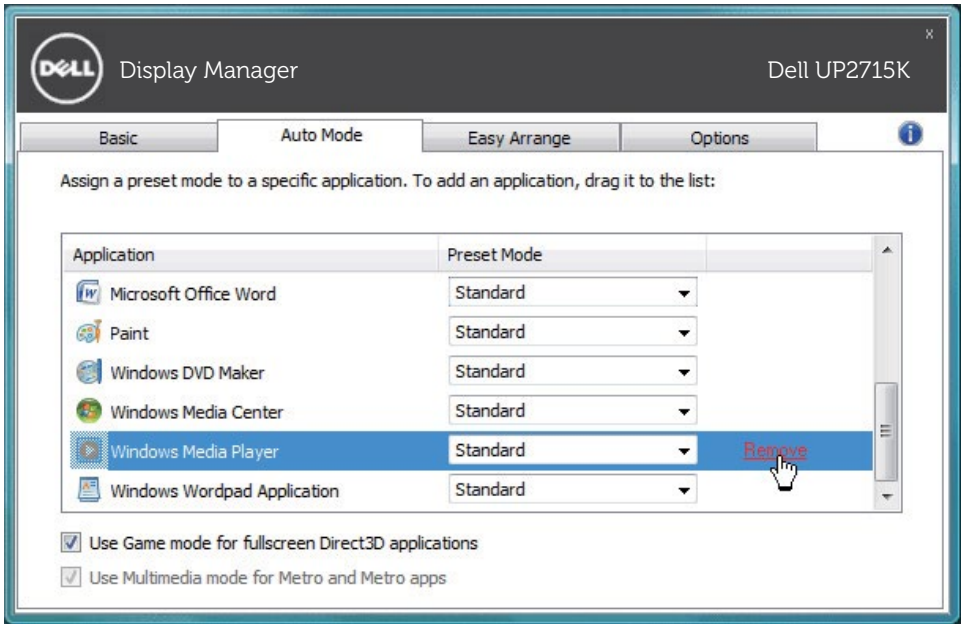 x
DELL Display Manager Dell UP2715K
Basic Auto Mode Easy Arrange Options
Assign a preset mode to a specific application. To add an application, drag it to the list:
Application Preset Mode
Microsoft Office Word Standard
Paint Standard
Windows DVD Maker Standard
Windows Media Center Standard
Windows Media Player Standard Remove
Windows Wordpad Application Standard
Use Game mode for fullscreen Direct3D applications
Use Multimedia mode for Metro and Metro apps